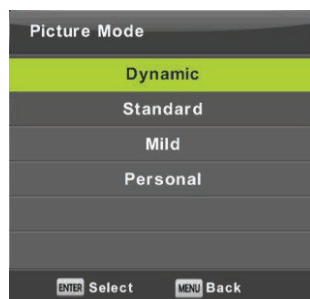 Picture Mode
Dynamic
Standard
Mild
Personal
ENTER Select MENU Back